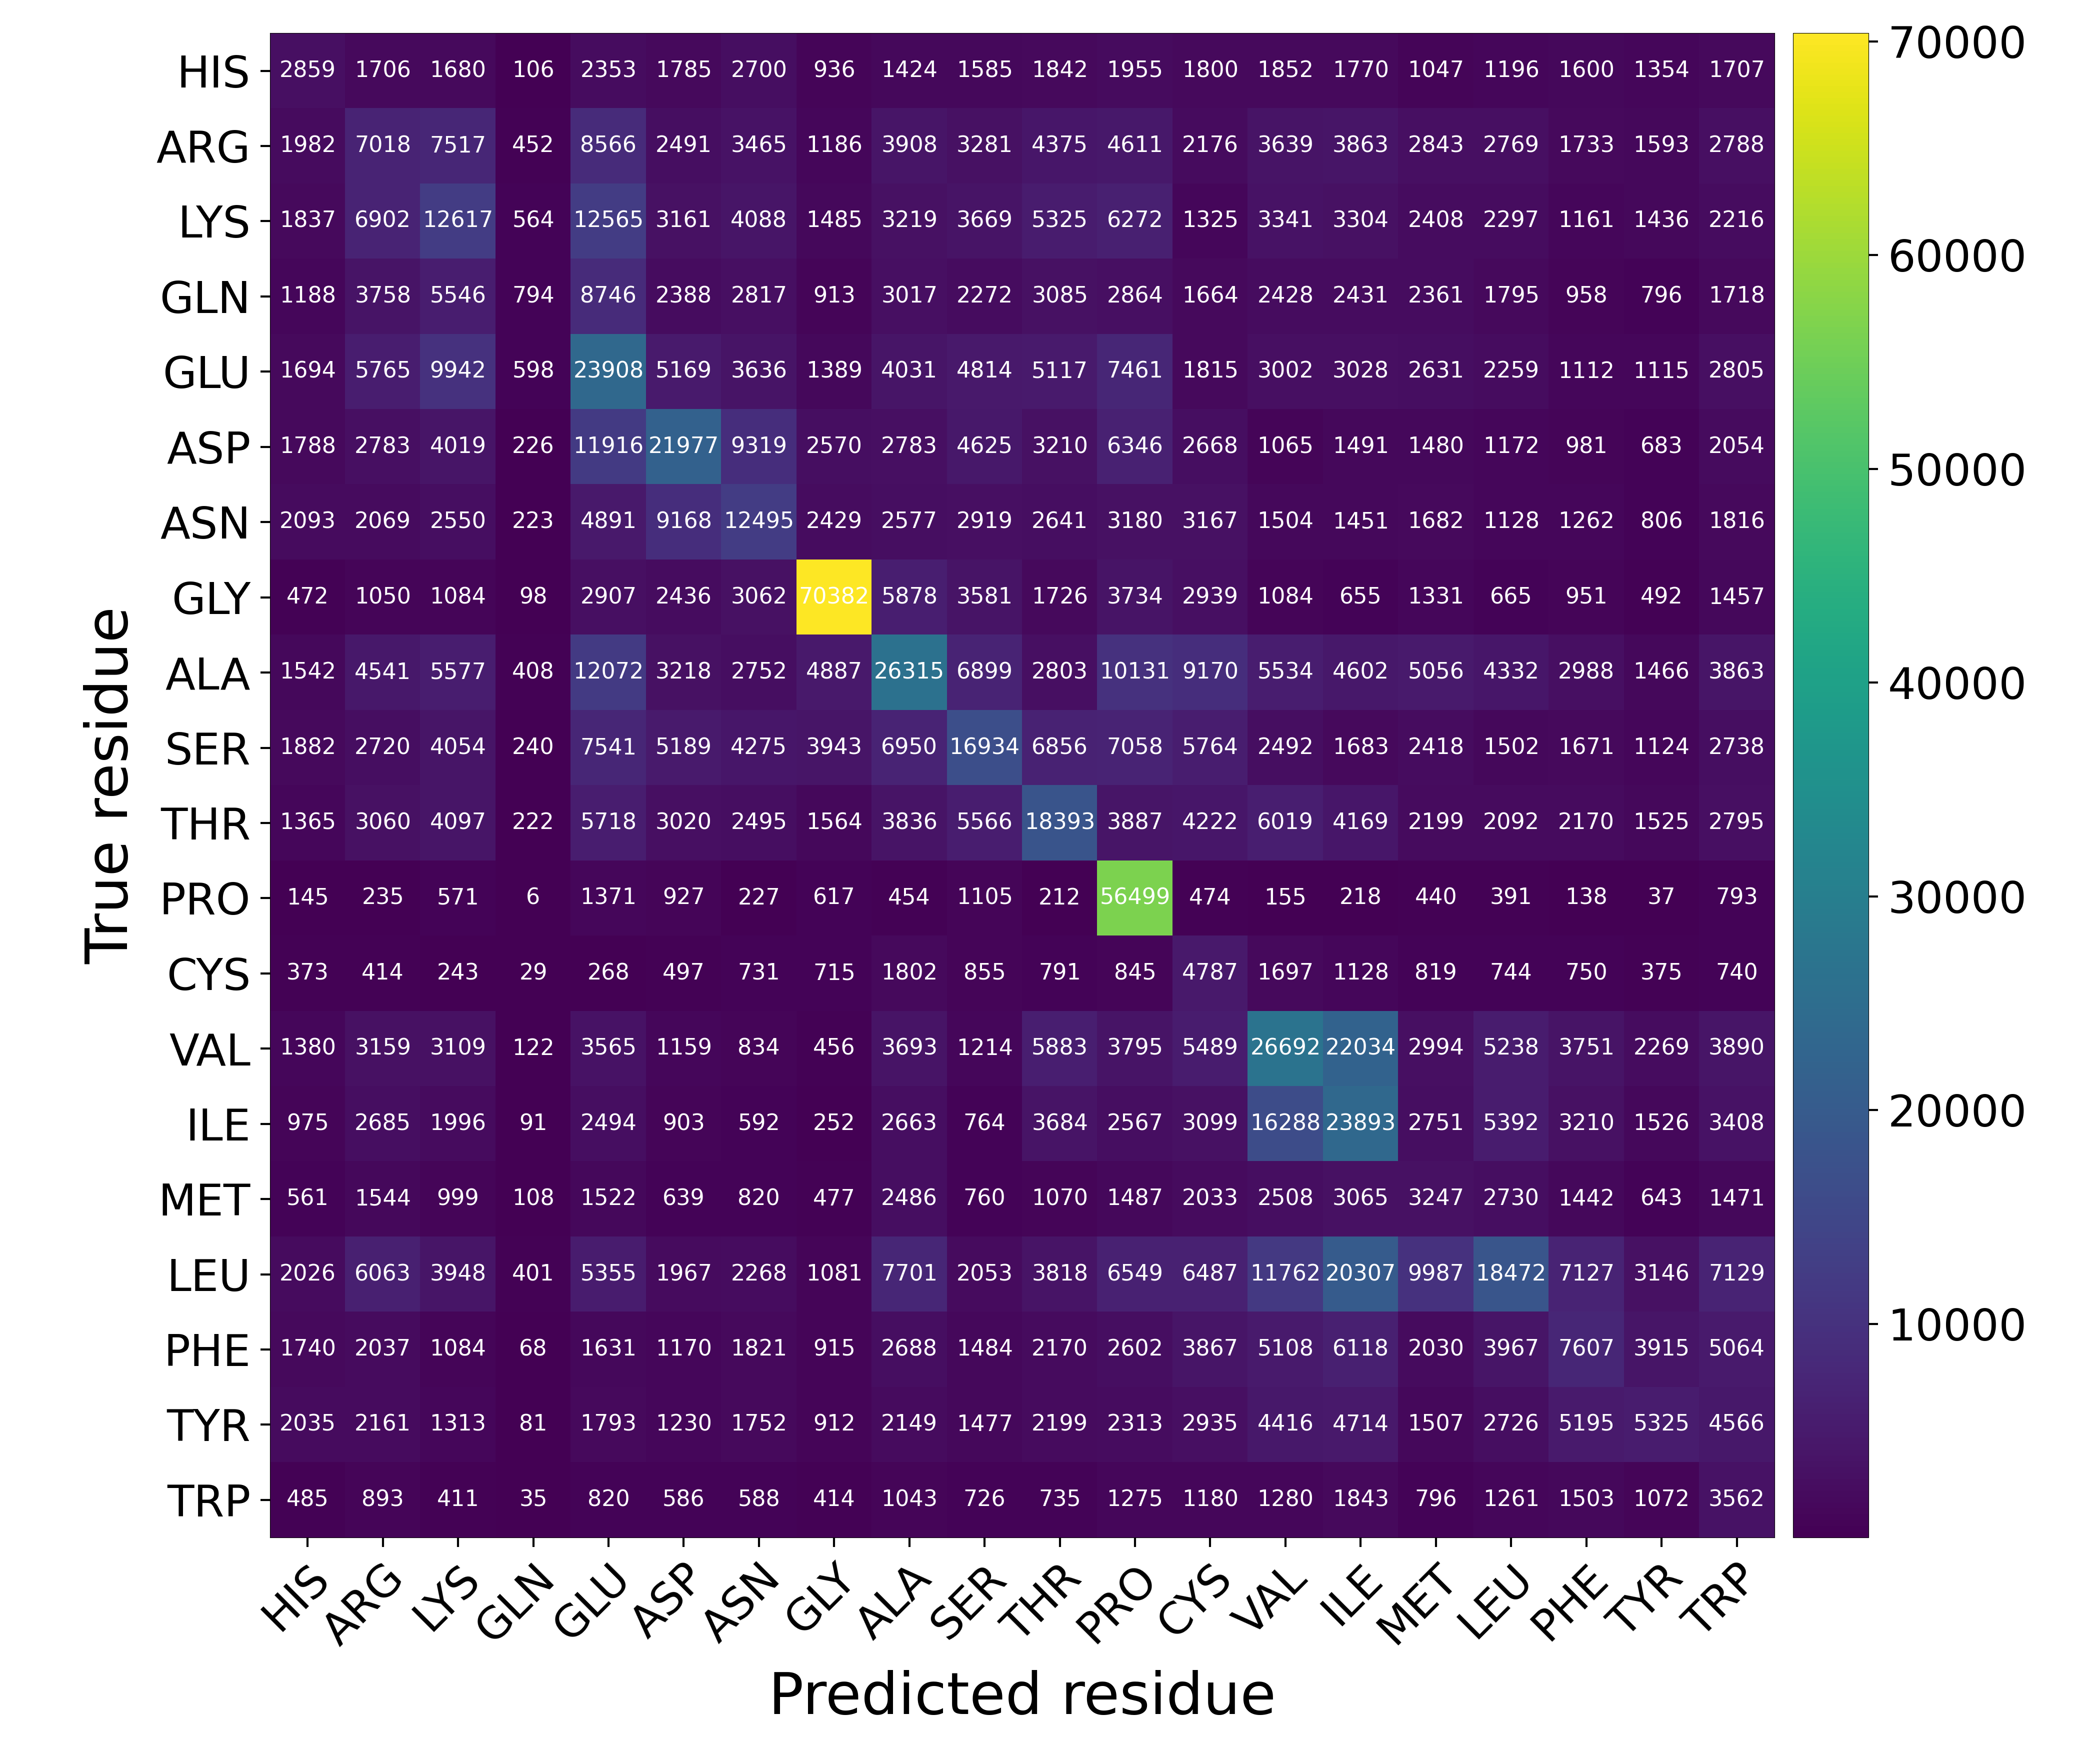 HIS 2859 1706 1680 106 2353 1785 2700 936 1424 1585 1842 1955 1800 1852 1770 1047 1196 1600 1354 1707
ARG 1982 7018 7517 452 8566 2491 3465 1186 3908 3281 4375 4611 2176 3639 3863 2843 2769 1733 1593 2788
LYS 1837 6902 12617 564 12565 3161 4088 1485 3219 3669 5325 6272 1325 3341 3304 2408 2297 1161 1436 2216
GLN 1188 3758 5546 794 8746 2388 2817 913 3017 2272 3085 2864 1664 2428 2431 2361 1795 958 796 1718
GLU 1694 5765 9942 598 23908 5169 3636 1389 4031 4814 5117 7461 1815 3002 3028 2631 2259 1112 1115 2805
ASP 1788 2783 4019 226 11916 21977 9319 2570 2783 4625 3210 6346 2668 1065 1491 1480 1172 981 683 2054
ASN 2093 2069 2550 223 4891 9168 12495 2429 2577 2919 2641 3180 3167 1504 1451 1682 1128 1262 806 1816
GLY 472 1050 1084 98 2907 2436 3062 70382 5878 3581 1726 3734 2939 1084 655 1331 665 951 492 1457
ALA 1542 4541 5577 408 12072 3218 2752 4887 26315 6899 2803 10131 9170 5534 4602 5056 4332 2988 1466 3863
SER 1882 2720 4054 240 7541 5189 4275 3943 6950 16934 6856 7058 5764 2492 1683 2418 1502 1671 1124 2738
THR 1365 3060 4097 222 5718 3020 2495 1564 3836 5566 18393 3887 4222 6019 4169 2199 2092 2170 1525 2795
PRO 145 235 571 6 1371 927 227 617 454 1105 212 56499 474 155 218 440 391 138 37 793
CYS 373 414 243 29 268 497 731 715 1802 855 791 845 4787 1697 1128 819 744 750 375 740
VAL 1380 3159 3109 122 3565 1159 834 456 3693 1214 5883 3795 5489 26692 22034 2994 5238 3751 2269 3890
ILE 975 2685 1996 91 2494 903 592 252 2663 764 3684 2567 3099 16288 23893 2751 5392 3210 1526 3408
MET 561 1544 999 108 1522 639 820 477 2486 760 1070 1487 2033 2508 3065 3247 2730 1442 643 1471
LEU 2026 6063 3948 401 5355 1967 2268 1081 7701 2053 3818 6549 6487 11762 20307 9987 18472 7127 3146 7129
PHE 1740 2037 1084 68 1631 1170 1821 915 2688 1484 2170 2602 3867 5108 6118 2030 3967 7607 3915 5064
TYR 2035 2161 1313 81 1793 1230 1752 912 2149 1477 2199 2313 2935 4416 4714 1507 2726 5195 5325 4566
TRP 485 893 411 35 820 586 588 414 1043 726 735 1275 1180 1280 1843 796 1261 1503 1072 3562
HIS ARG LYS GLN GLU ASP ASN GLY ALA SER THR PRO CYS VAL ILE MET LEU PHE TYR TRP
Predicted residue
True residue
70000
60000
50000
40000
30000
20000
10000